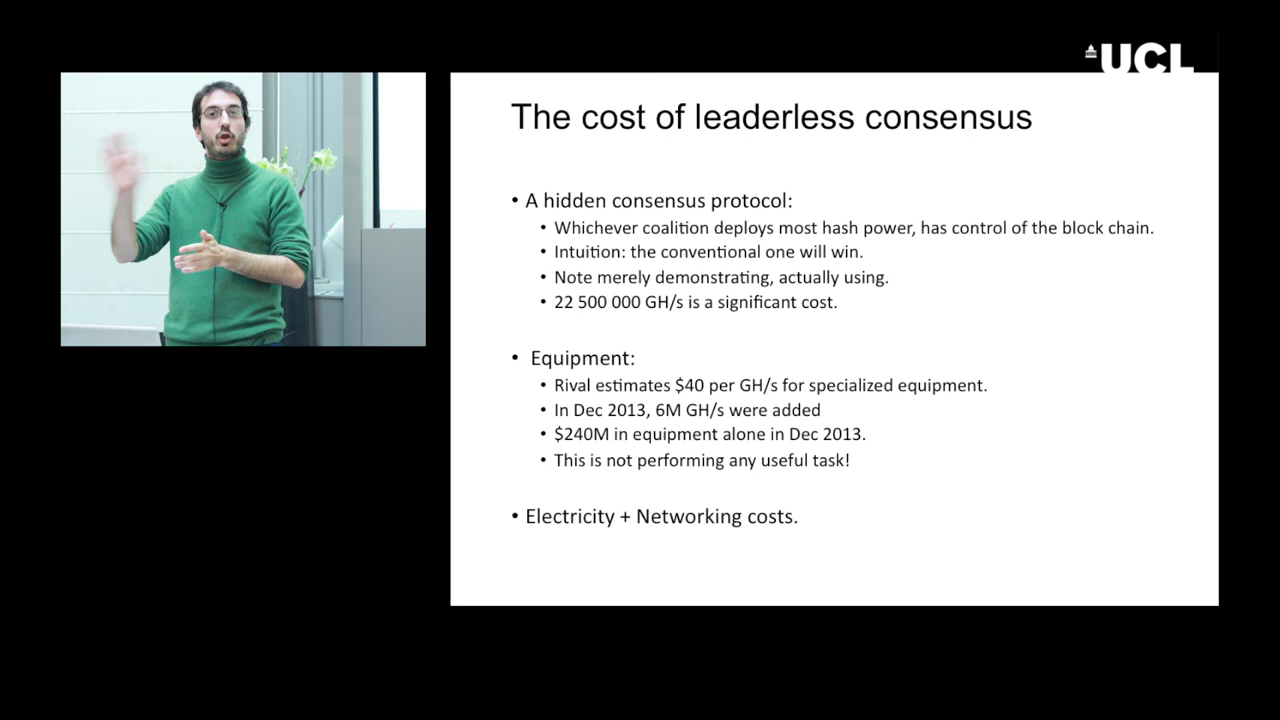 UCL
The cost of leaderless consensus
• A hidden consensus protocol:
• Whichever coalition deploys most hash power, has control of the block chain.
• Intuition: the conventional one will win.
• Note merely demonstrating, actually using.
• 22 500 000 GH/s is a significant cost.
• Equipment:
• Rival estimates $40 per GH/s for specialized equipment.
• In Dec 2013, 6M GH/s were added
• $240M in equipment alone in Dec 2013.
• This is not performing any useful task!
• Electricity + Networking costs.